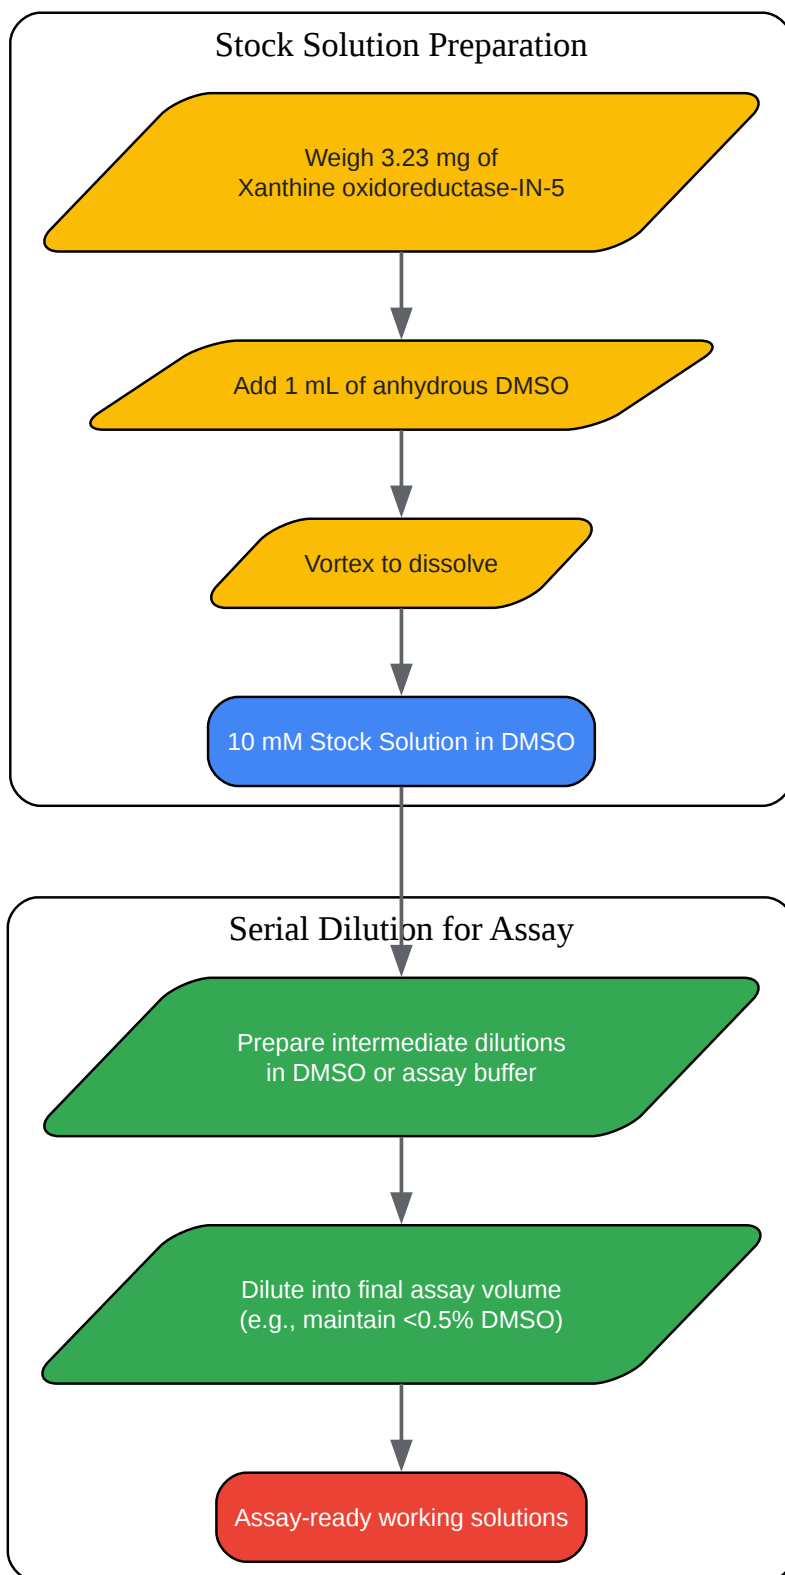 Stock Solution Preparation
Weigh 3.23 mg of
Xanthine oxidoreductase-IN-5
Add 1 mL of anhydrous DMSO
Vortex to dissolve
10 mM Stock Solution in DMSO
Serial Dilution for Assay
Prepare intermediate dilutions
in DMSO or assay buffer
Dilute into final assay volume
(e.g., maintain <0.5% DMSO)
Assay-ready working solutions